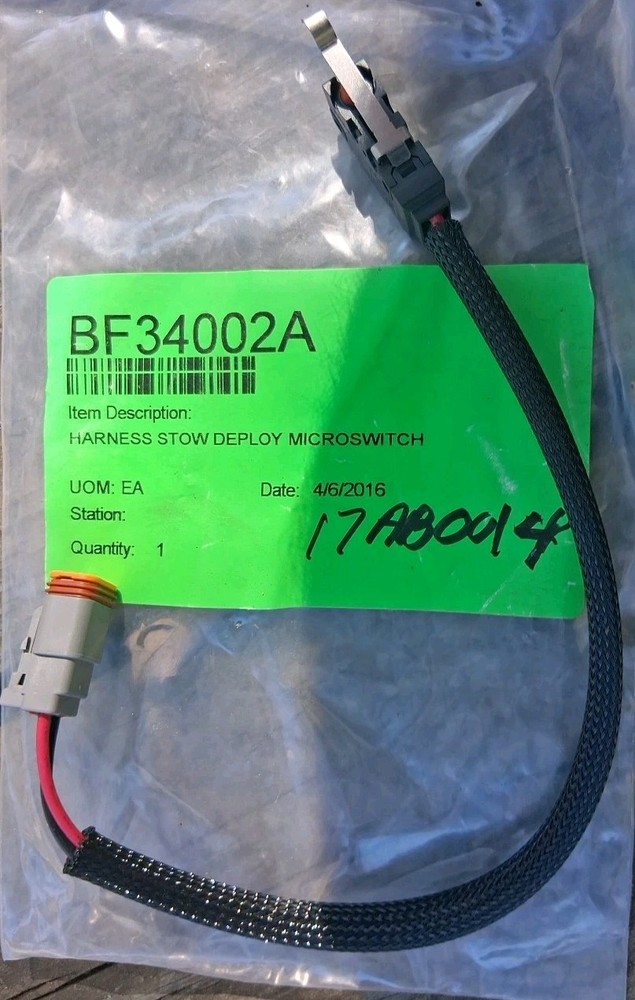 BF34002A
Item Description:
HARNESS STOW DEPLOY MICROSWITCH
UOM: EA Date: 4/6/2016
Station:
17AB0014
Quantity: 1